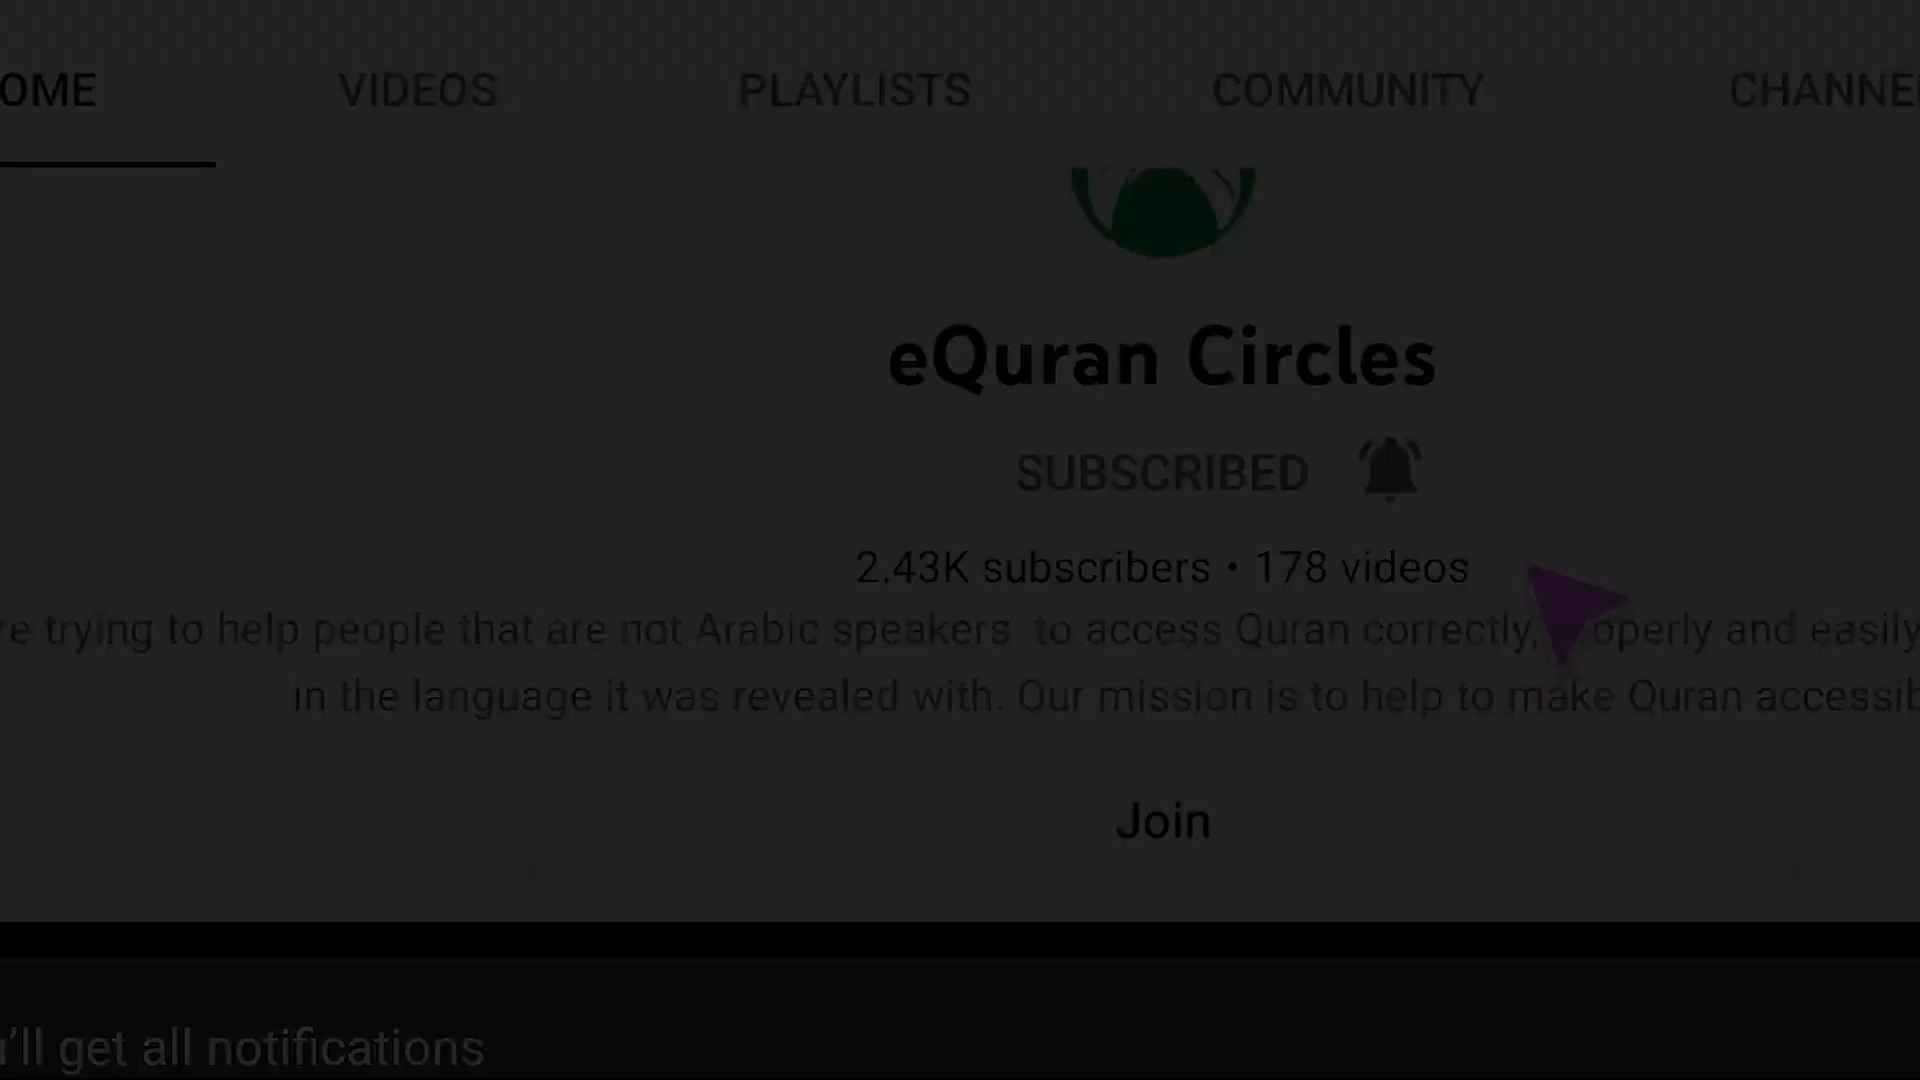 OME VIDEOS PLAYLISTS COMMUNITY CHANNE
eQuran Circles
SUBSCRIBED
2.43K subscribers • 178 videos
re trying to help people that are not Arabic speakers to access Quran correctly, operly and easily
in the language it was revealed with. Our mission is to help to make Quran accessib
Join
u'll get all notifications